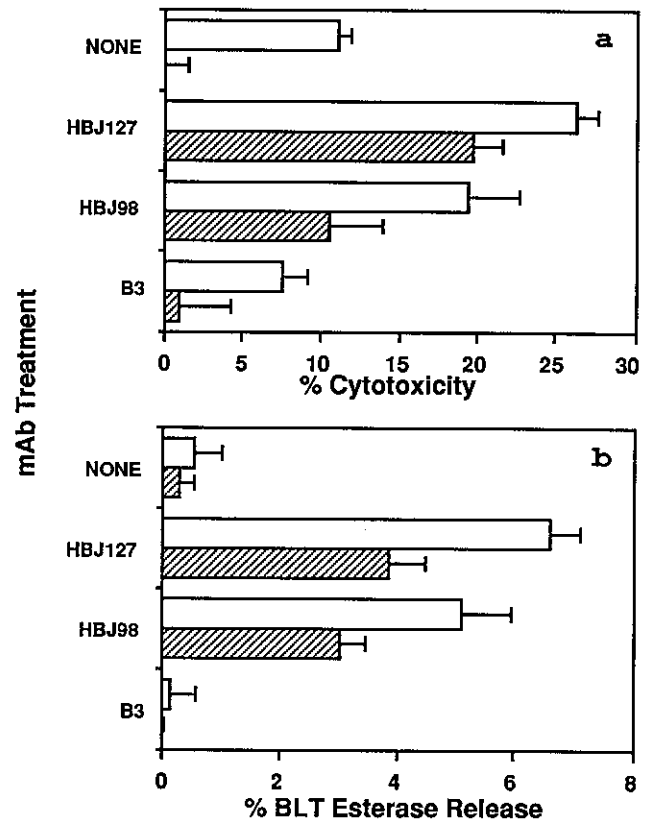 a
NONE
HBJ127
HBJ98
B3
0 5 10 15 20 25 30
% Cytotoxicity
mAb Treatment
b
NONE
HBJ127
HBJ98
B3
0 2 4 6 8
% BLT Esterase Release